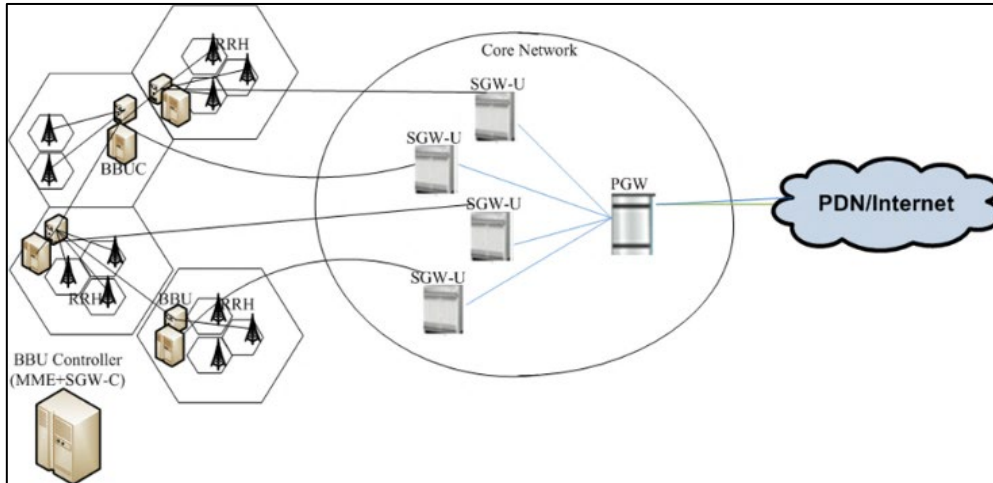 RRH
Core Network
SGW-U
SGW-U
BBUC
PGW
SGW-U
PDN/Internet
SGW-U
RRH
BBU
RRH
BBU Controller
(MME+SGW-C)